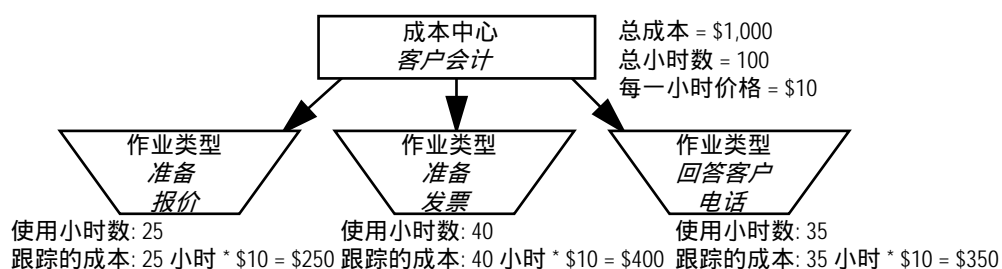 成本中心
客户会计
总成本 = $1,000
总小时数 = 100
每一小时价格 = $10
作业类型
准备
报价
作业类型
准备
发票
作业类型
回答客户
电话
使用小时数: 25
跟踪的成本: 25 小时 * $10 = $250
使用小时数: 40
跟踪的成本: 40 小时 * $10 = $400
使用小时数: 35
跟踪的成本: 35 小时 * $10 = $350